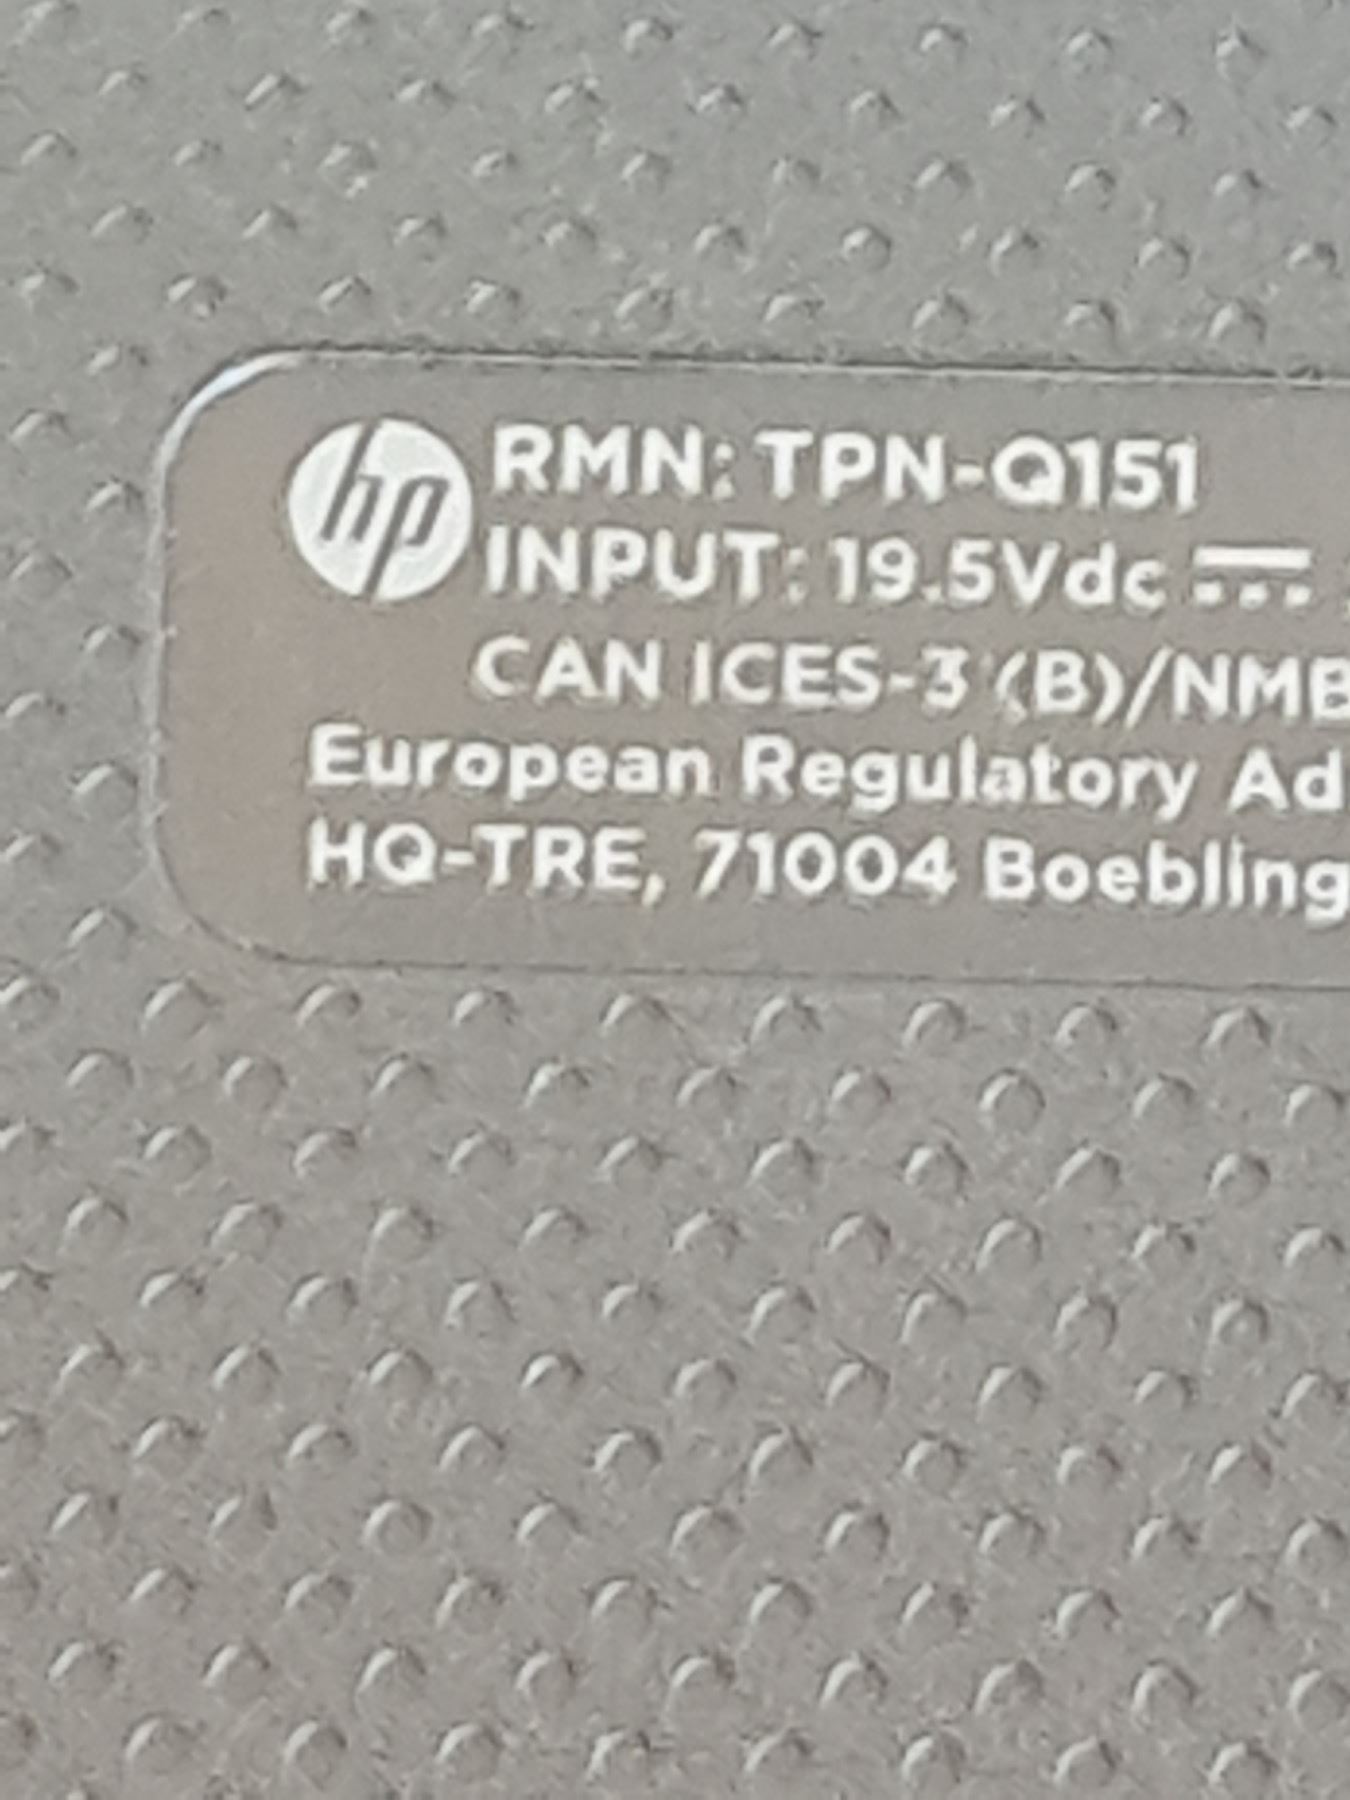 hp RMN: TPN-Q151
INPUT: 19.5Vdc
CAN ICES-3 (B)/NMB
European Regulatory Ad
HQ-TRE, 71004 Boebling